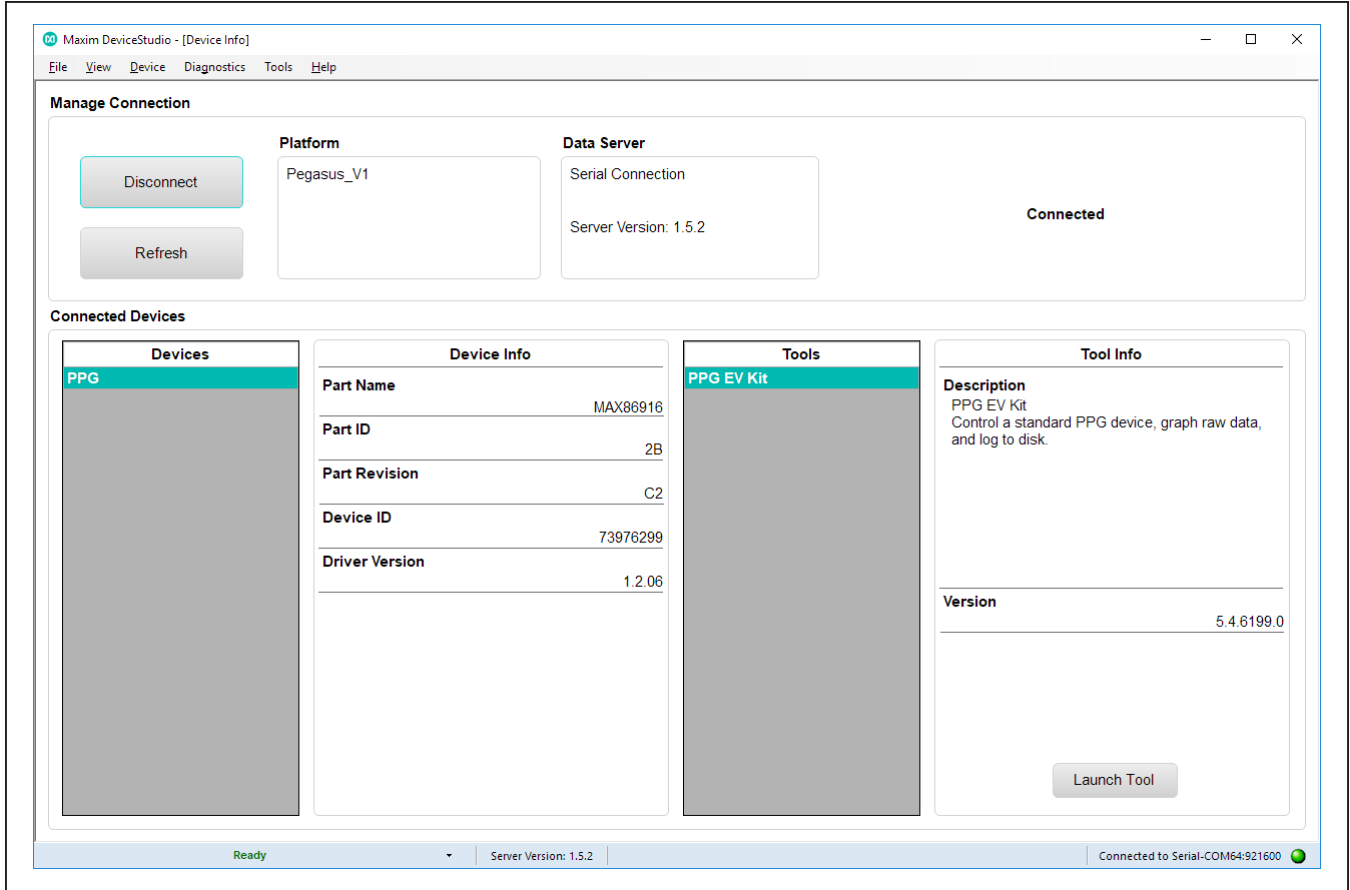 Maxim DeviceStudio - [Device Info]
File View Device Diagnostics Tools Help
Manage Connection
Disconnect
Refresh
Platform
Pegasus_V1
Data Server
Serial Connection
Server Version: 1.5.2
Connected
Connected Devices
Devices
PPG
Device Info
Part Name
MAX86916
Part ID
2B
Part Revision
C2
Device ID
73976299
Driver Version
1.2.06
Tools
PPG EV Kit
Tool Info
Description
PPG EV Kit
Control a standard PPG device, graph raw data,
and log to disk.
Version
5.4.6199.0
Launch Tool
Ready
Server Version: 1.5.2
Connected to Serial-COM64:921600